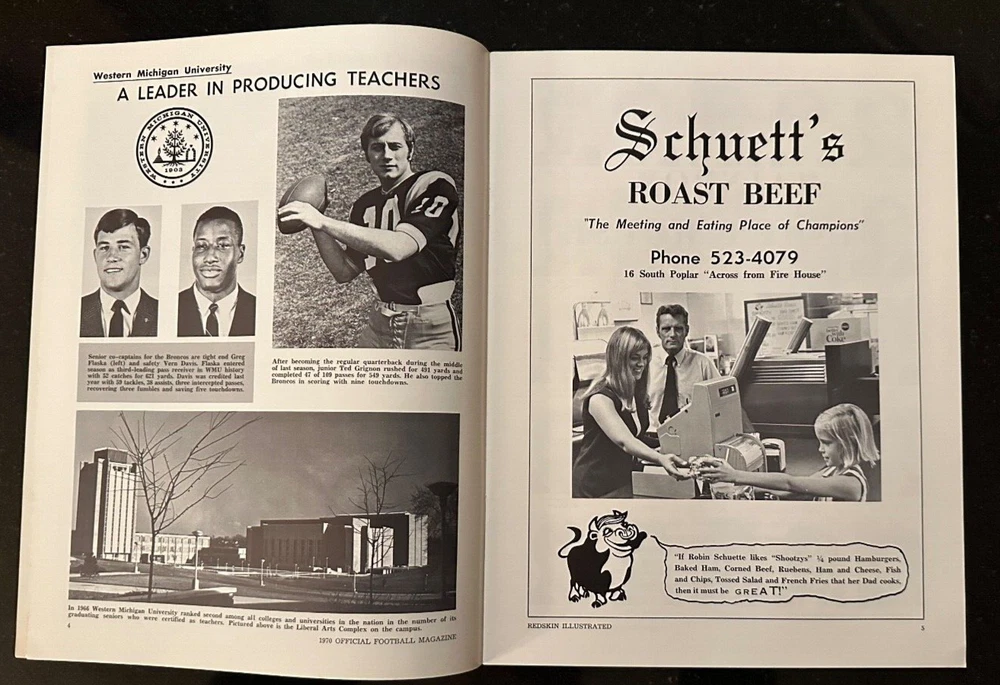 Western Michigan University
A LEADER IN PRODUCING TEACHERS
WESTERN MICHIGAN UNIVERSITY
1903
10
10
Senior co-captains for the Broncos are tight end Greg
Flaska (left) and safety Vern Davis. Flaska entered
season as third-leading pass receiver in WMU history
with 52 catches for 621 yards. Davis was credited last
year with 59 tackles, 38 assists, three intercepted passes,
recovering three fumbles and saving five touchdowns.
After becoming the regular quarterback during the middle
of last season, junior Ted Grignon rushed for 491 yards and
completed 47 of 109 passes for 549 yards. He also topped the
Broncos in scoring with nine touchdowns.
In 1966 Western Michigan University ranked second among all colleges and universities in the nation in the number of its
graduating seniors who were certified as teachers. Pictured above is the Liberal Arts Complex on the campus.
4
1970 OFFICIAL FOOTBALL MAGAZINE
Schuett's
ROAST BEEF
"The Meeting and Eating Place of Champions"
Phone 523-4079
16 South Poplar "Across from Fire House"
Coke
"If Robin Schuette likes "Shootzys" ¼ pound Hamburgers,
Baked Ham, Corned Beef, Ruebens, Ham and Cheese, Fish
and Chips, Tossed Salad and French Fries that her Dad cooks,
then it must be GREAT!"
REDSKIN ILLUSTRATED
5